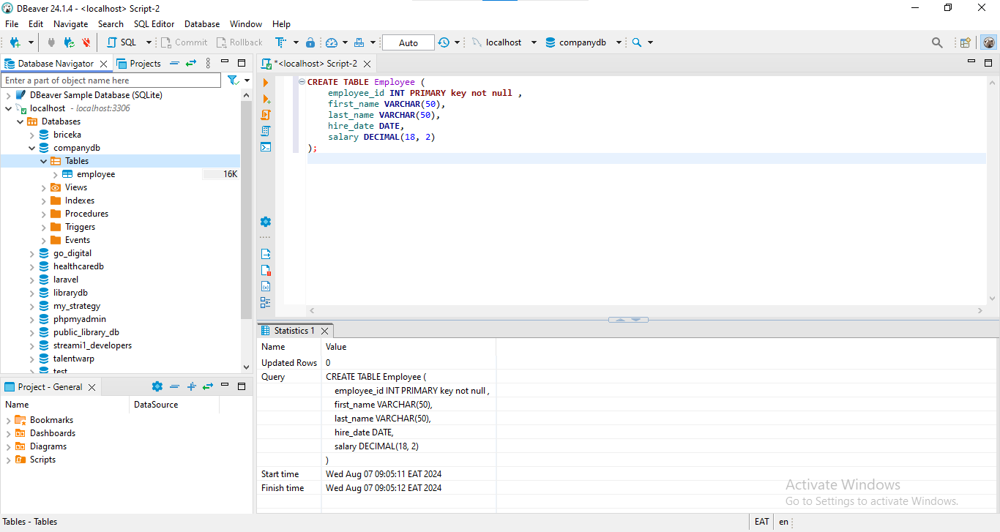 DBeaver 24.1.4 - <localhost> Script-2
File Edit Navigate Search SQL Editor Database Window Help
SQL Commit Rollback Auto localhost companydb
Database Navigator Projects
Enter a part of object name here
DBeaver Sample Database (SQLite)
localhost - localhost:3306
Databases
briceka
companydb
Tables
employee 16K
Views
Indexes
Procedures
Triggers
Events
go_digital
healthcaredb
laravel
librarydb
my_strategy
phpmyadmin
public_library_db
streami1_developers
talentwarp
test
Project - General
Name DataSource
Bookmarks
Dashboards
Diagrams
Scripts
*<localhost> Script-2
CREATE TABLE Employee (
employee_id INT PRIMARY key not null ,
first_name VARCHAR(50),
last_name VARCHAR(50),
hire_date DATE,
salary DECIMAL(18, 2)
);
Statistics 1
Name Value
Updated Rows 0
Query CREATE TABLE Employee (
employee_id INT PRIMARY key not null ,
first_name VARCHAR(50),
last_name VARCHAR(50),
hire_date DATE,
salary DECIMAL(18, 2)
)
Start time Wed Aug 07 09:05:11 EAT 2024
Finish time Wed Aug 07 09:05:12 EAT 2024
Activate Windows
Go to Settings to activate Windows.
Tables - Tables EAT en